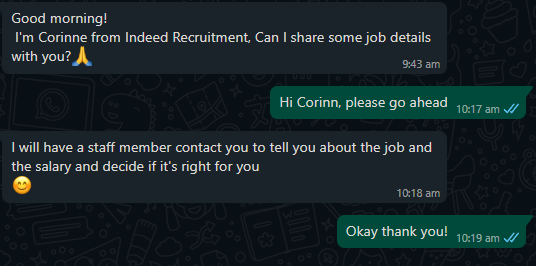 Good morning!
I'm Corinne from Indeed Recruitment, Can I share some job details
with you?🙏
9:43 am
Hi Corinn, please go ahead
10:17 am
I will have a staff member contact you to tell you about the job and
the salary and decide if it's right for you
😊
10:18 am
Okay thank you!
10:19 am